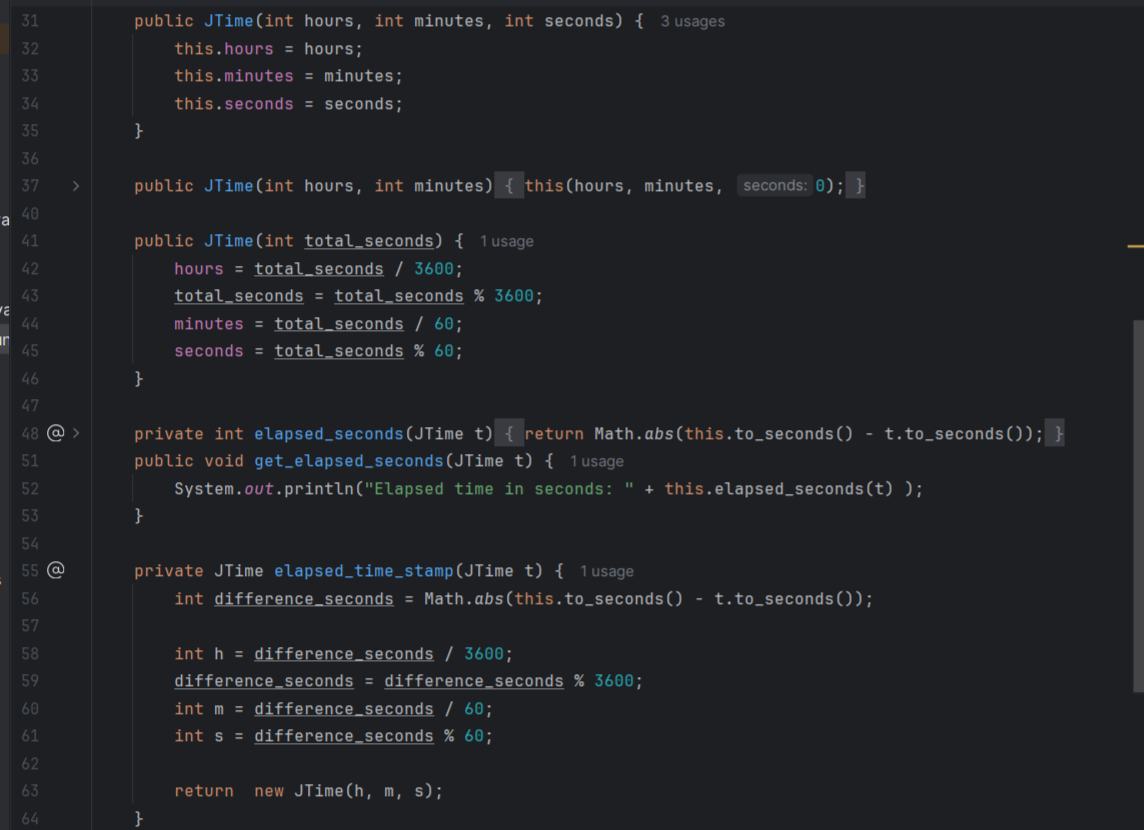 31 public JTime(int hours, int minutes, int seconds) { 3 usages
32 this.hours = hours;
33 this.minutes = minutes;
34 this.seconds = seconds;
35 }
36
37 public JTime(int hours, int minutes) { this(hours, minutes, seconds: 0); }
40
41 public JTime(int total_seconds) { 1 usage
42 hours = total_seconds / 3600;
43 total_seconds = total_seconds % 3600;
44 minutes = total_seconds / 60;
45 seconds = total_seconds % 60;
46 }
47
48 @ private int elapsed_seconds(JTime t) { return Math.abs(this.to_seconds() - t.to_seconds()); }
51 public void get_elapsed_seconds(JTime t) { 1 usage
52 System.out.println("Elapsed time in seconds: " + this.elapsed_seconds(t) );
53 }
54
55 @ private JTime elapsed_time_stamp(JTime t) { 1 usage
56 int difference_seconds = Math.abs(this.to_seconds() - t.to_seconds());
57
58 int h = difference_seconds / 3600;
59 difference_seconds = difference_seconds % 3600;
60 int m = difference_seconds / 60;
61 int s = difference_seconds % 60;
62
63 return new JTime(h, m, s);
64 }